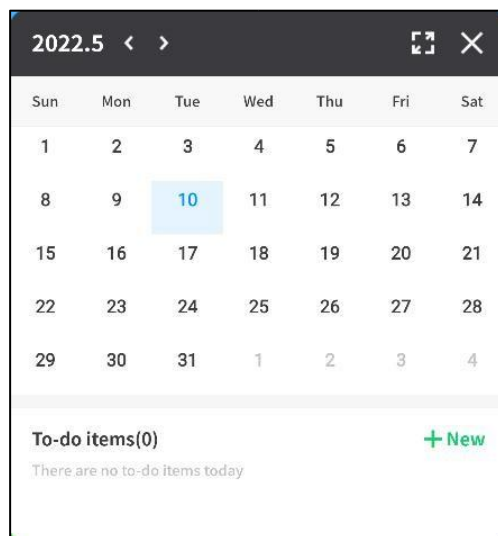 2022.5 < >
Sun Mon Tue Wed Thu Fri Sat
1 2 3 4 5 6 7
8 9 10 11 12 13 14
15 16 17 18 19 20 21
22 23 24 25 26 27 28
29 30 31 1 2 3 4
To-do items(0) + New
There are no to-do items today